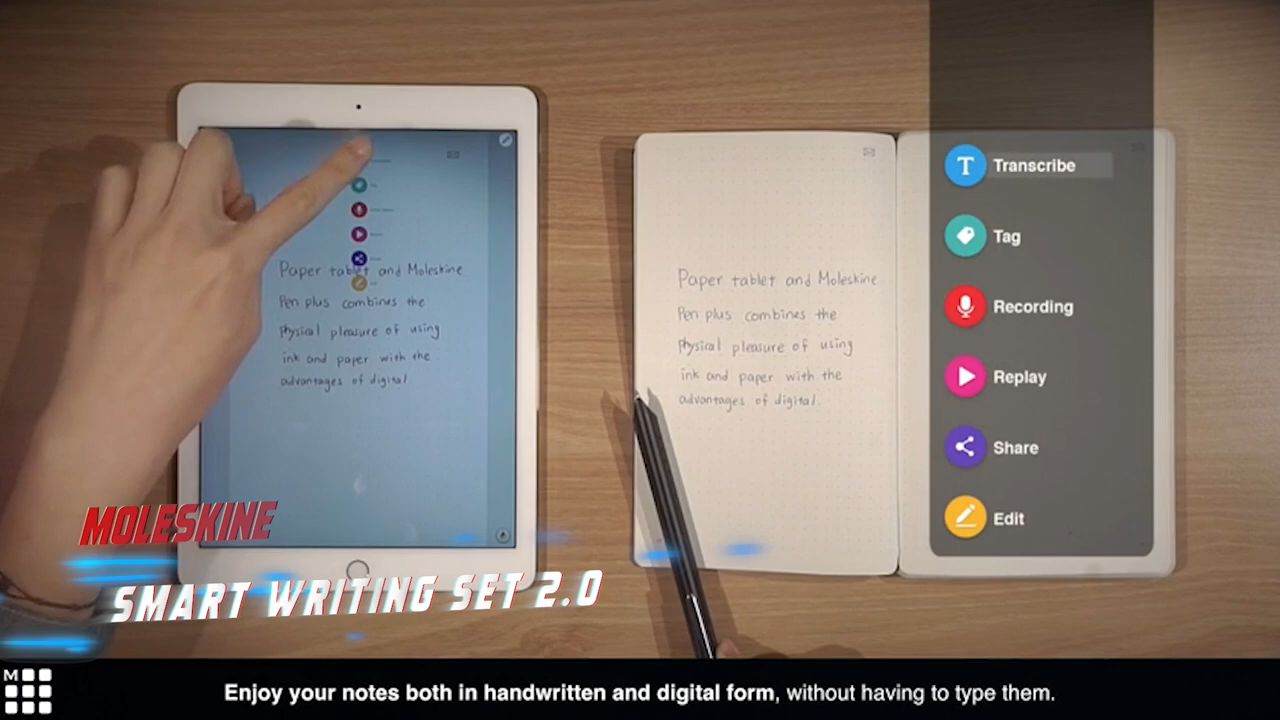 Paper tablet and Moleskine
Pen plus combines the
physical pleasure of using
ink and paper with the
advantages of digital
Paper tablet and Moleskine
Pen plus combines the
physical pleasure of using
ink and paper with the
advantages of digital.
T Transcribe
Tag
Recording
Replay
Share
Edit
MOLESKINE
SMART WRITING SET 2.0
M
Enjoy your notes both in handwritten and digital form, without having to type them.